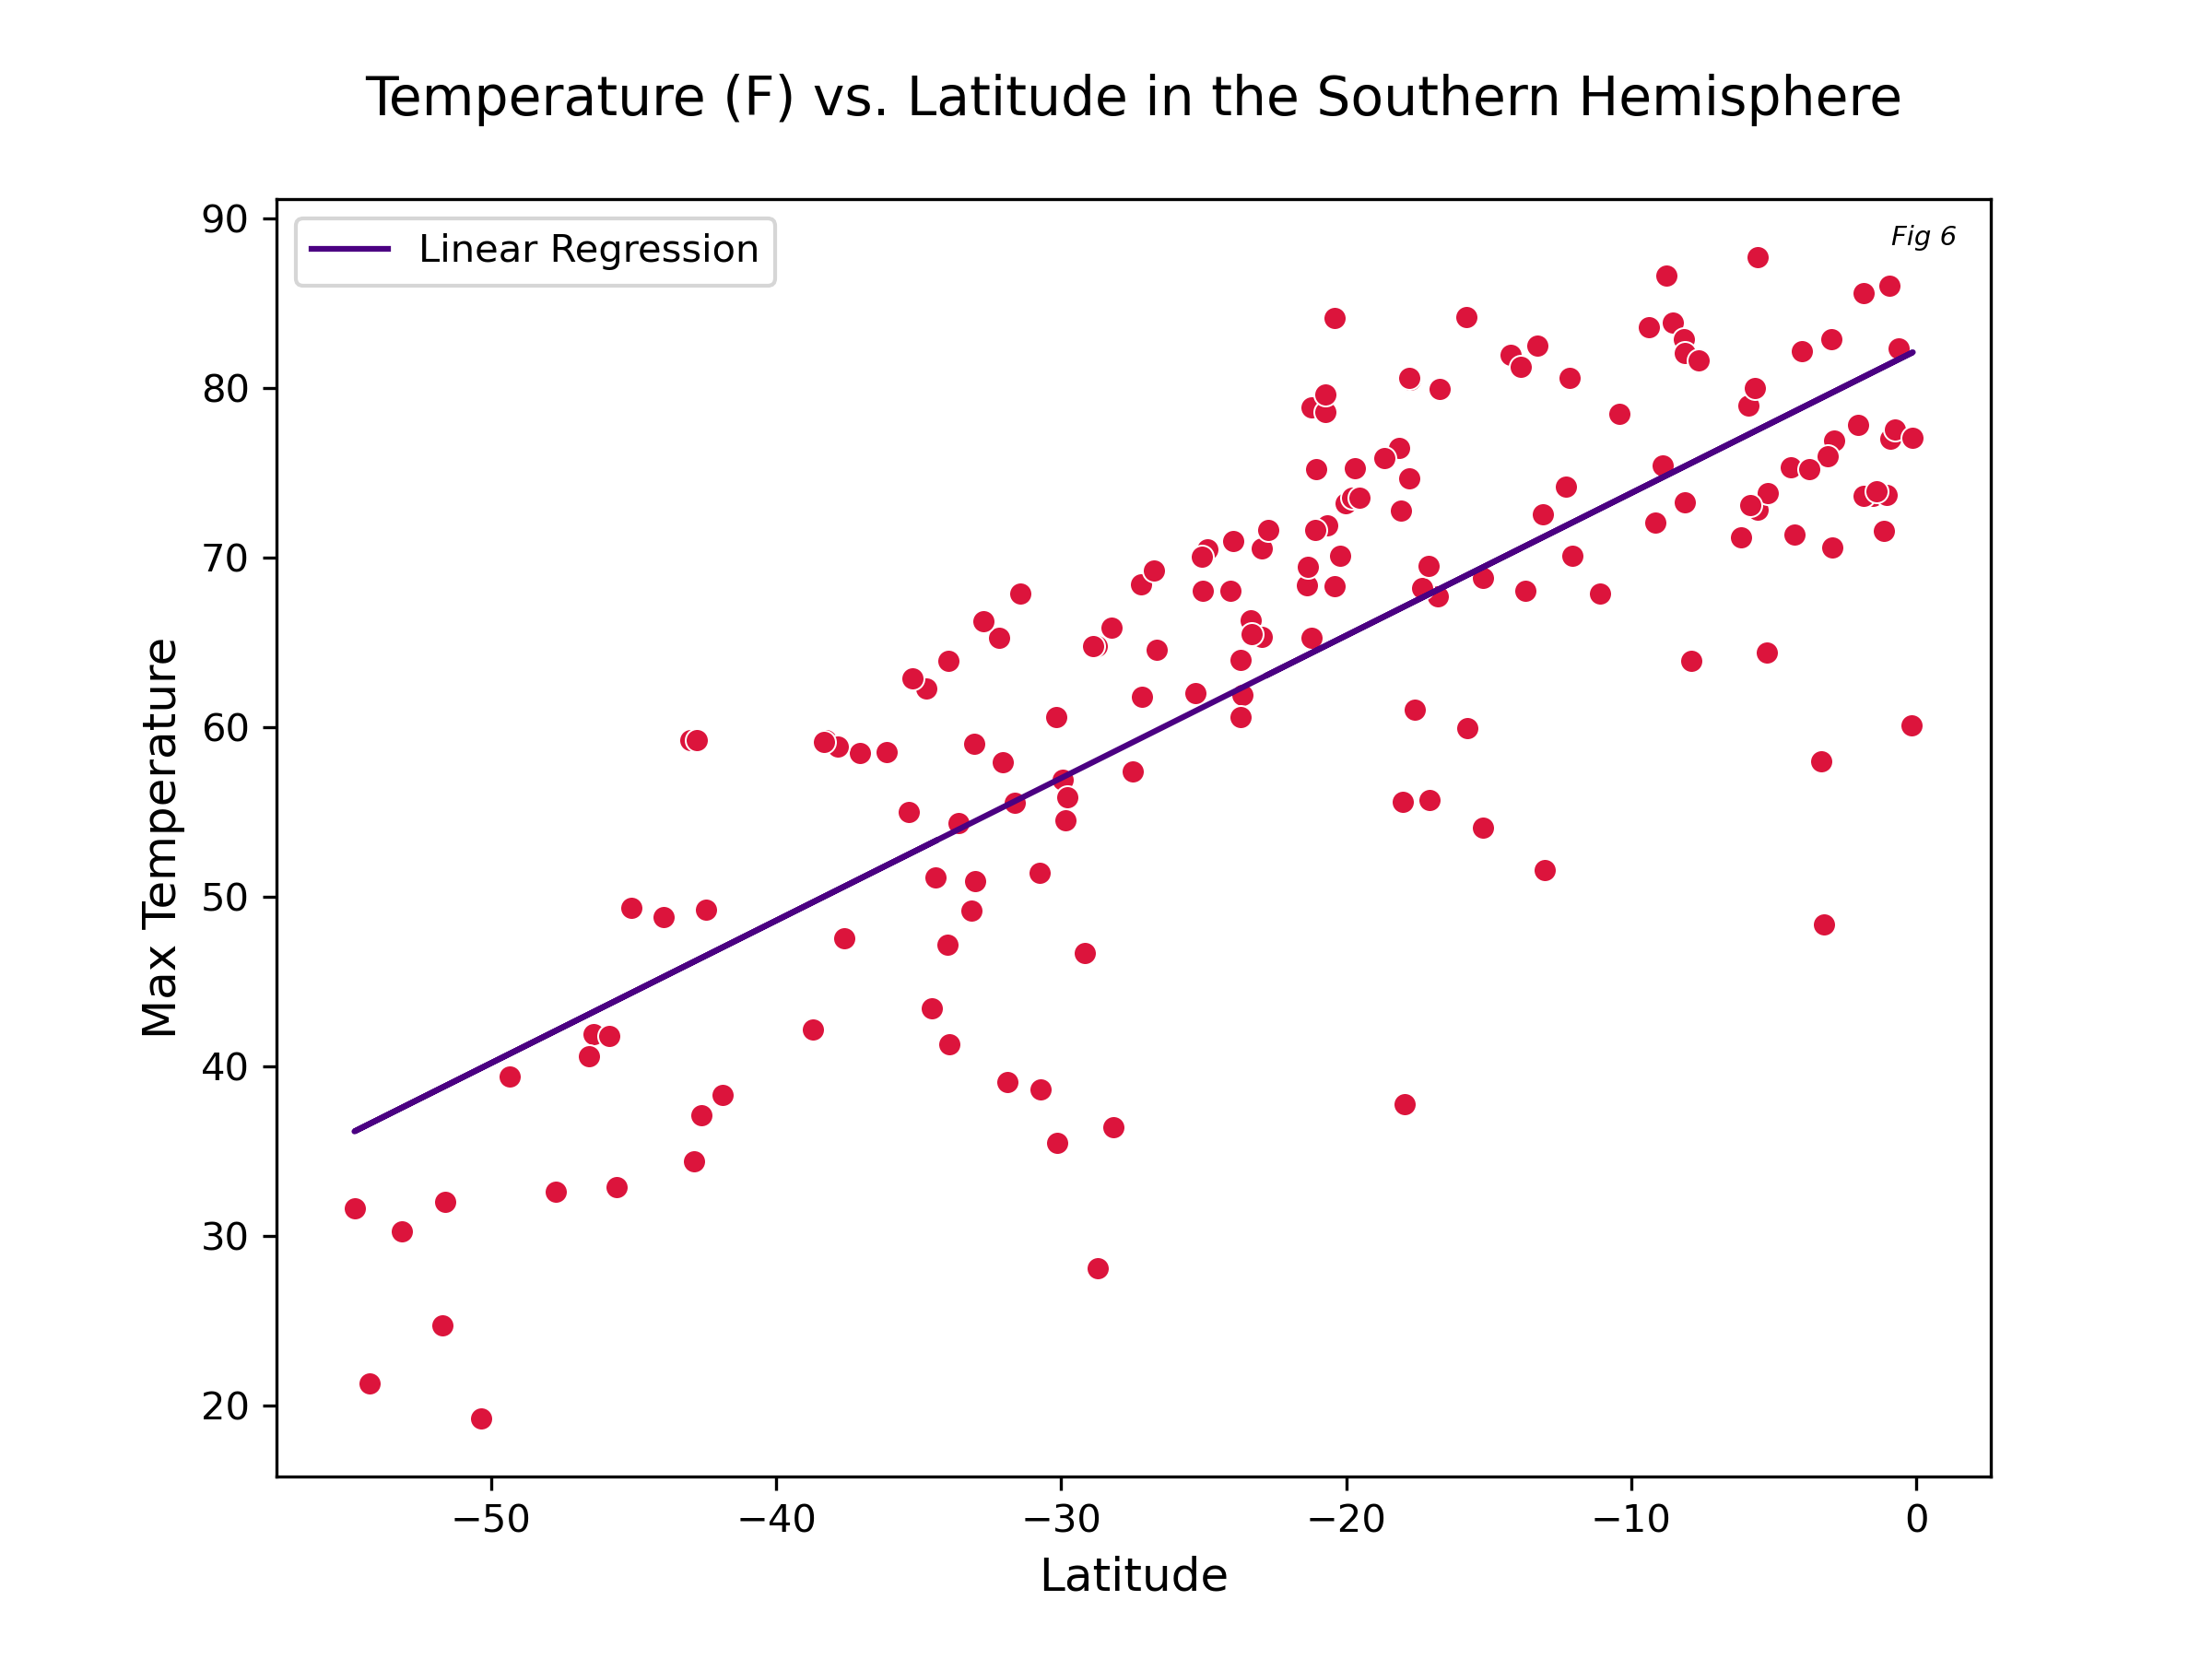 Temperature (F) vs. Latitude in the Southern Hemisphere
Linear Regression
Fig 6
Max Temperature
90
80
70
60
50
40
30
20
−50 −40 −30 −20 −10 0
Latitude